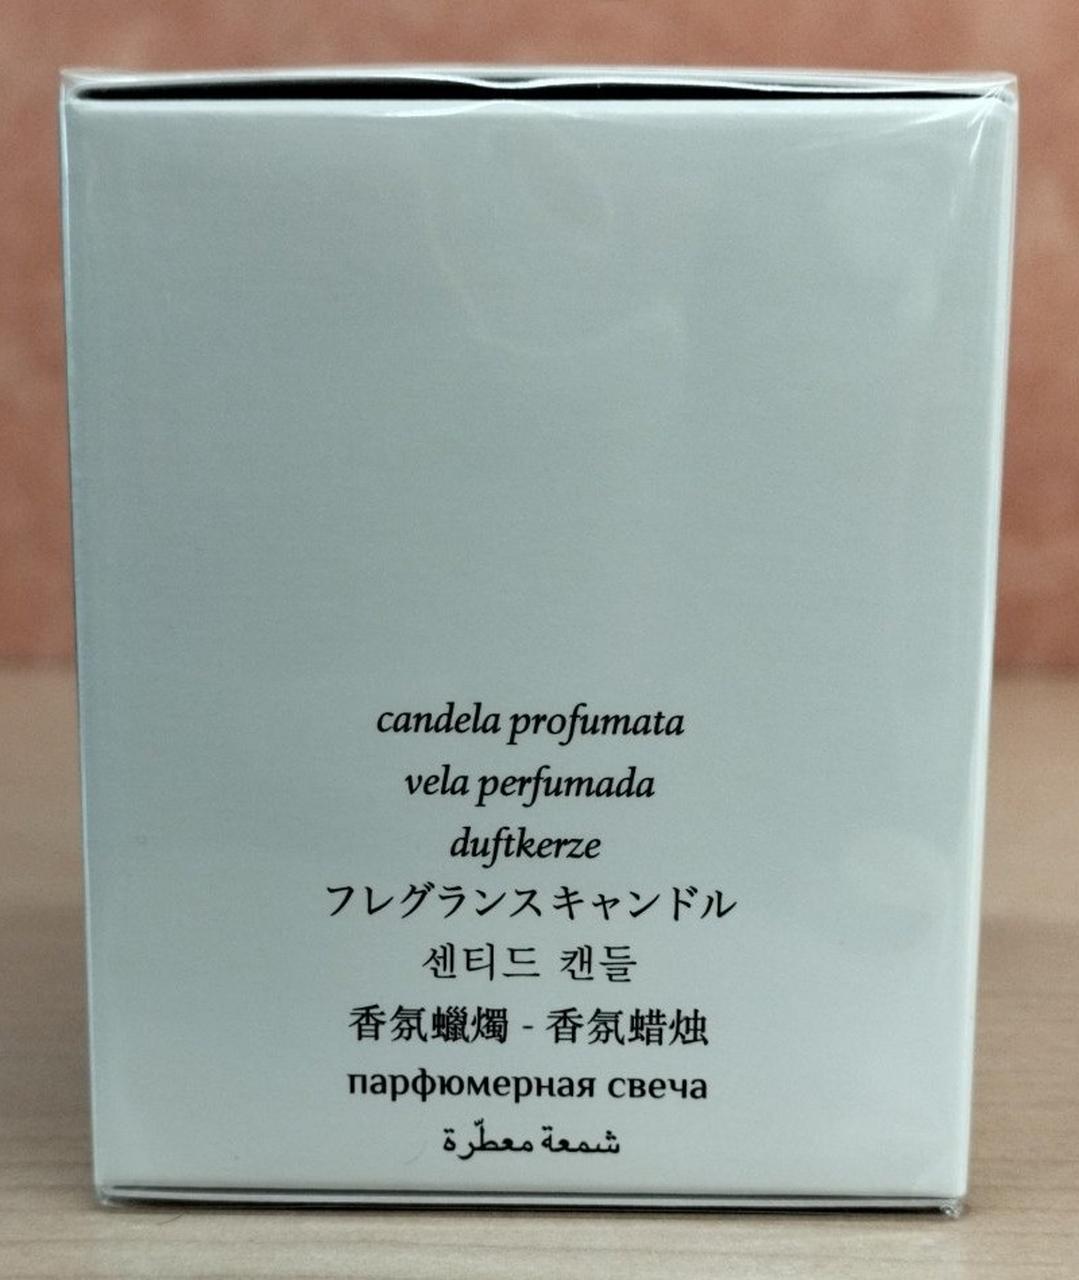 candela profumata
vela perfumada
duftkerze
フレグランスキャンドル
센티드 캔들
香氛蠟燭 - 香氛蜡烛
парфюмерная свеча
شمعة معطّرة